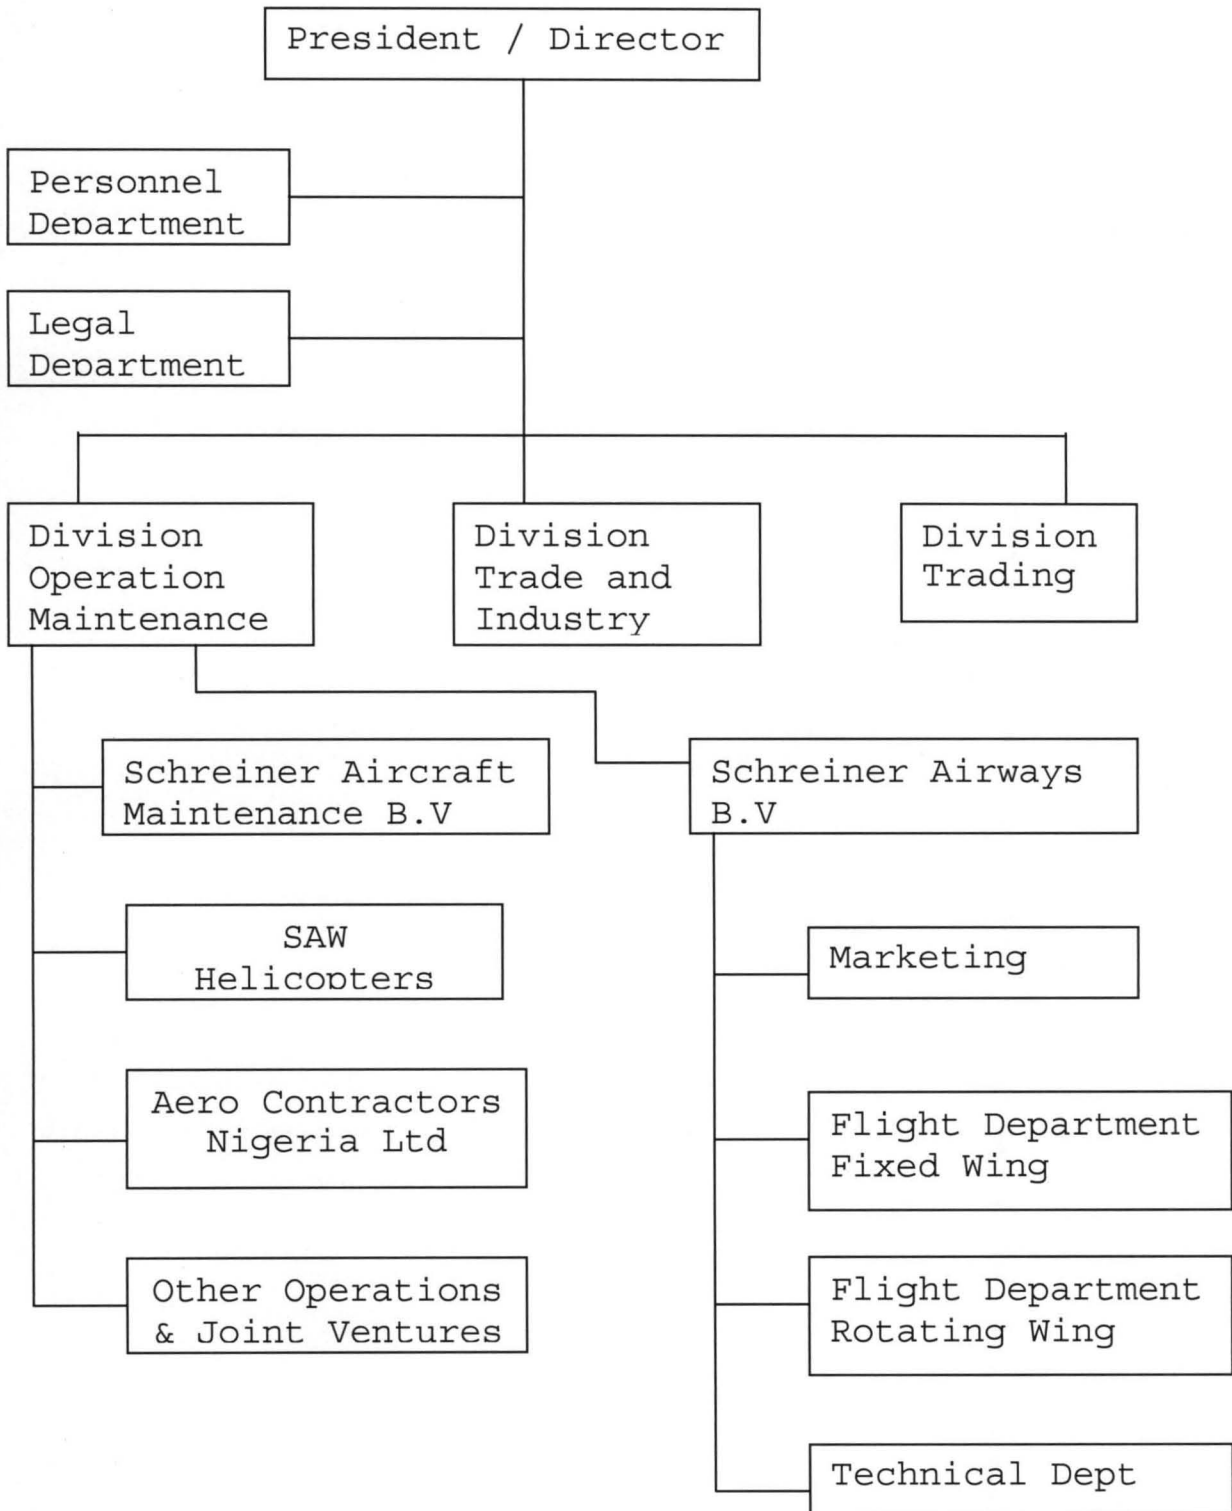 President / Director
Personnel
Department
Legal
Department
Division
Operation
Maintenance
Division
Trade and
Industry
Division
Trading
Schreiner Aircraft
Maintenance B.V
Schreiner Airways
B.V
SAW
Helicopters
Marketing
Aero Contractors
Nigeria Ltd
Flight Department
Fixed Wing
Other Operations
& Joint Ventures
Flight Department
Rotating Wing
Technical Dept